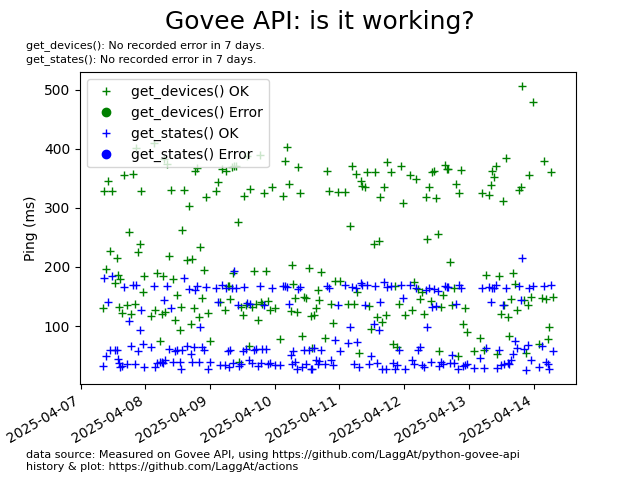 Govee API: is it working?
get_devices(): No recorded error in 7 days.
get_states(): No recorded error in 7 days.
get_devices() OK
get_devices() Error
get_states() OK
get_states() Error
Ping (ms)
500
400
300
200
100
2025-04-07
2025-04-08
2025-04-09
2025-04-10
2025-04-11
2025-04-12
2025-04-13
2025-04-14
data source: Measured on Govee API, using https://github.com/LaggAt/python-govee-api
history & plot: https://github.com/LaggAt/actions